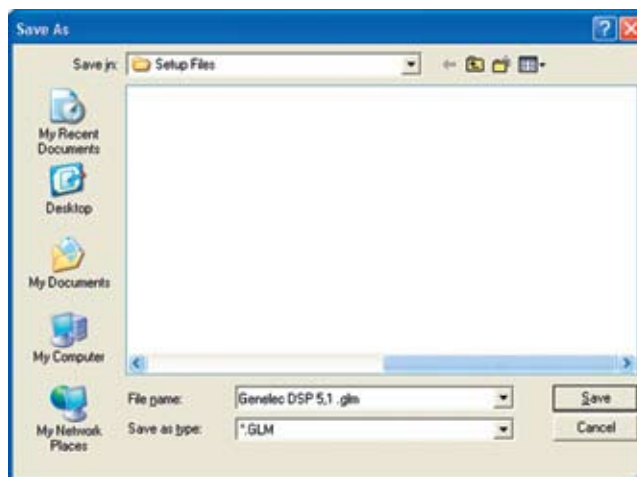 Save As
Save in:
Setup Files
My Recent
Documents
Desktop
My Documents
My Computer
My Network
Places
File name:
Genelec DSP 5,1 .glm
Save
Save as type:
*.GLM
Cancel